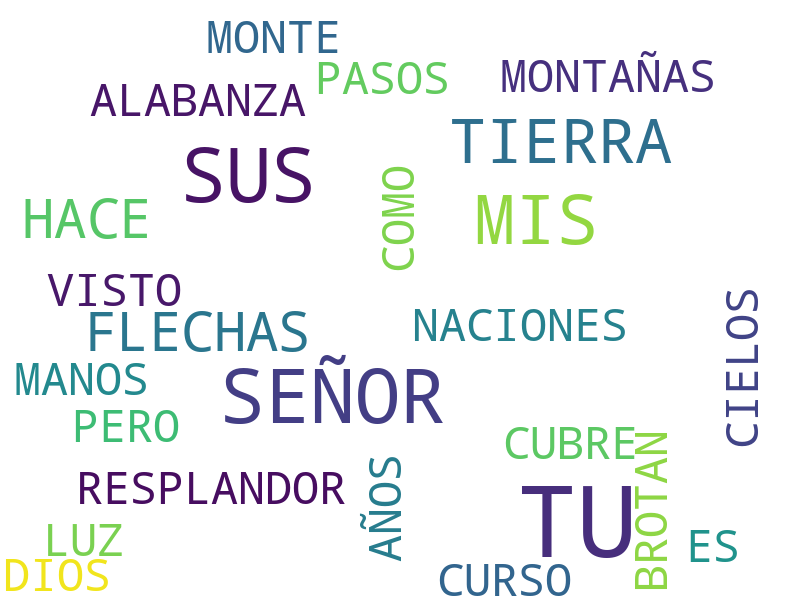 MONTE
PASOS
MONTAÑAS
ALABANZA
TIERRA
SUS
COMO
MIS
HACE
VISTO
FLECHAS
NACIONES
CIELOS
MANOS
SEÑOR
PERO
CUBRE
BROTAN
RESPLANDOR
AÑOS
TU
LUZ
ES
DIOS
CURSO